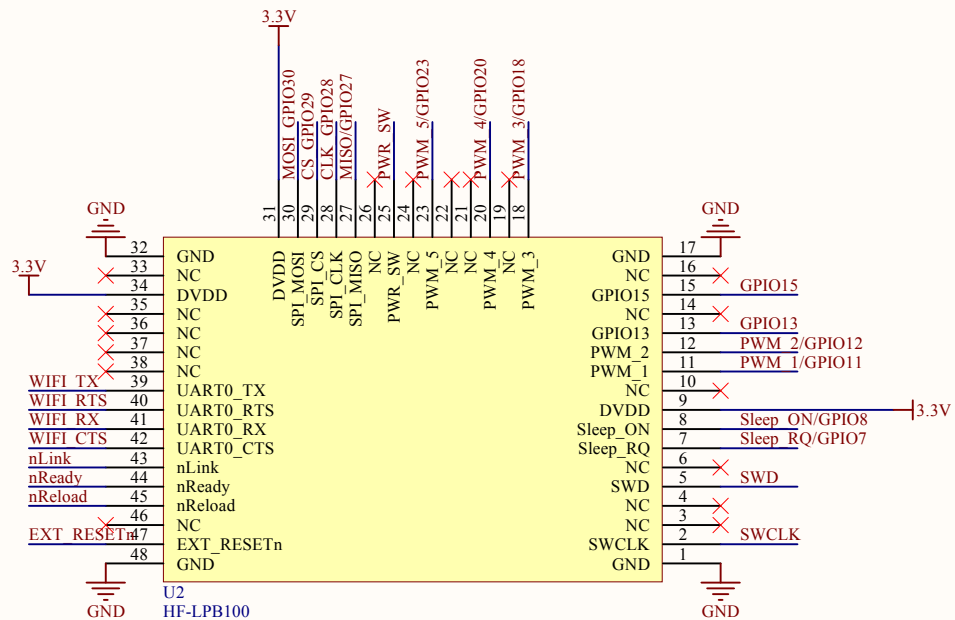 3.3V
MOSI_GPIO30
CS_GPIO29
CLK_GPIO28
MISO/GPIO27
PWR_SW
PWM_5/GPIO23
PWM_4/GPIO20
PWM_3/GPIO18
31
30
29
28
27
26
25
24
23
22
21
20
19
18
DVDD
SPI_MOSI
SPI_CS
SPI_CLK
SPI_MISO
NC
PWR_SW
NC
PWM_5
NC
NC
PWM_4
NC
PWM_3
GND
3.3V
32 GND
33 NC
34 DVDD
35 NC
36 NC
37 NC
38 NC
WIFI_TX 39 UART0_TX
WIFI_RTS 40 UART0_RTS
WIFI_RX 41 UART0_RX
WIFI_CTS 42 UART0_CTS
nLink 43 nLink
nReady 44 nReady
nReload 45 nReload
46 NC
EXT_RESETn 47 EXT_RESETn
48 GND
GND
GND
GND 17
NC 16
GPIO15 15 GPIO15
NC 14
GPIO13 13 GPIO13
PWM_2 12 PWM_2/GPIO12
PWM_1 11 PWM_1/GPIO11
NC 10
DVDD 9 3.3V
Sleep_ON 8 Sleep_ON/GPIO8
Sleep_RQ 7 Sleep_RQ/GPIO7
NC 6
SWD 5 SWD
NC 4
NC 3
SWCLK 2 SWCLK
GND 1
GND
U2
HF-LPB100